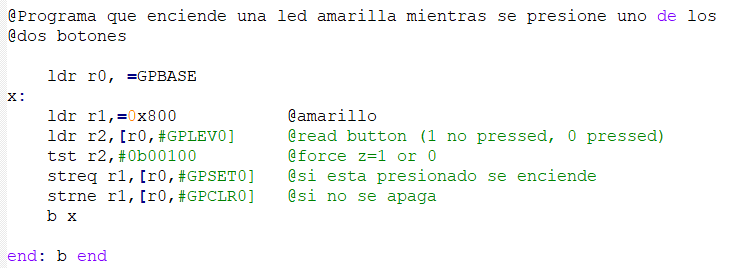 @Programa que enciende una led amarilla mientras se presione uno de los
@dos botones
ldr r0, =GPBASE
x:
ldr r1,=0x800 @amarillo
ldr r2,[r0,#GPLEV0] @read button (1 no pressed, 0 pressed)
tst r2,#0b00100 @force z=1 or 0
streq r1,[r0,#GPSET0] @si esta presionado se enciende
strne r1,[r0,#GPCLR0] @si no se apaga
b x
end: b end